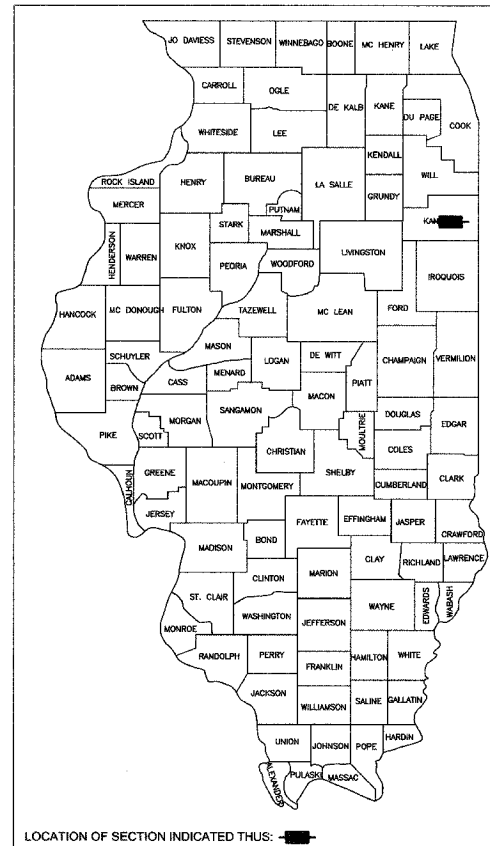 JO DAVIESS STEVENSON WINNEBAGO BOONE MC HENRY LAKE
CARROLL OGLE
DE KALB KANE
DU PAGE COOK
WHITESIDE LEE
KENDALL WILL
ROCK ISLAND HENRY BUREAU LA SALLE GRUNDY
MERCER PUTNAM
STARK MARSHALL KAN
HENDERSON WARREN KNOX LIVINGSTON
PEORIA WOODFORD IROQUOIS
HANCOCK MC DONOUGH FULTON TAZEWELL MC LEAN FORD
MASON
SCHUYLER LOGAN DE WITT CHAMPAIGN VERMILION
ADAMS BROWN CASS MENARD PIATT
MACON
MORGAN SANGAMON DOUGLAS
PIKE SCOTT CHRISTIAN MOULTRIE COLES EDGAR
GREENE SHELBY
CALHOUN MACOUPIN MONTGOMERY CUMBERLAND CLARK
JERSEY FAYETTE EFFINGHAM JASPER
CRAWFORD
MADISON BOND CLAY RICHLAND LAWRENCE
CLINTON MARION
ST. CLAIR WAYNE EDWARDS WABASH
WASHINGTON JEFFERSON
MONROE
RANDOLPH PERRY HAMILTON WHITE
FRANKLIN
JACKSON SALINE GALLATIN
WILLIAMSON
UNION JOHNSON POPE HARDIN
ALEXANDER PULASKI MASSAC
LOCATION OF SECTION INDICATED THUS: